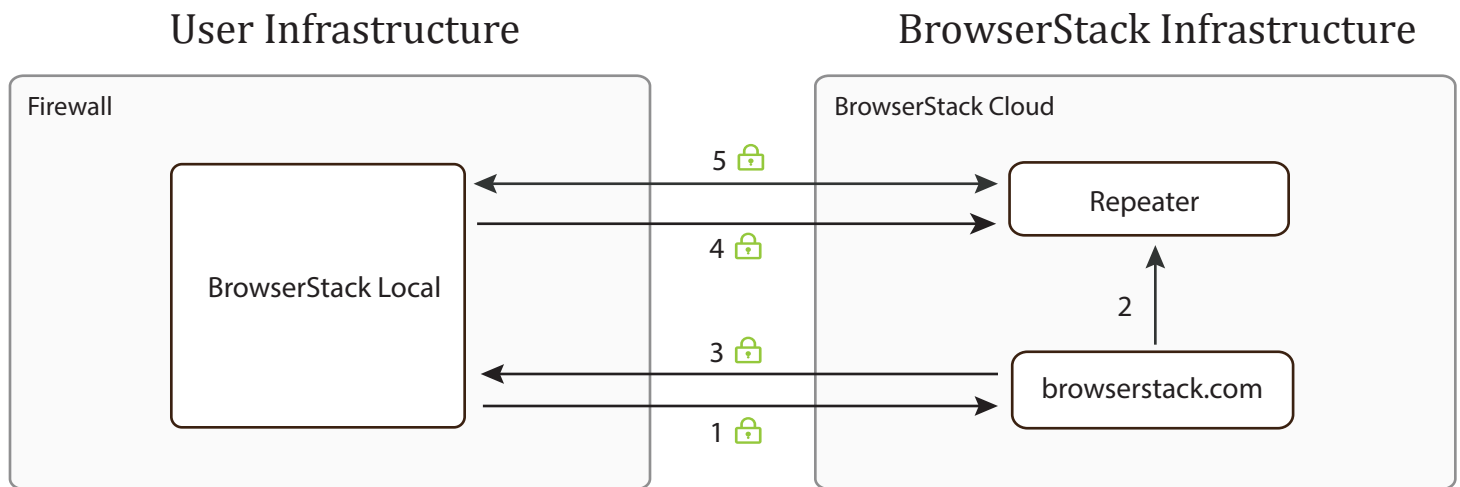 User Infrastructure
BrowserStack Infrastructure
Firewall
BrowserStack Cloud
5
Repeater
4
BrowserStack Local
2
3
browserstack.com
1